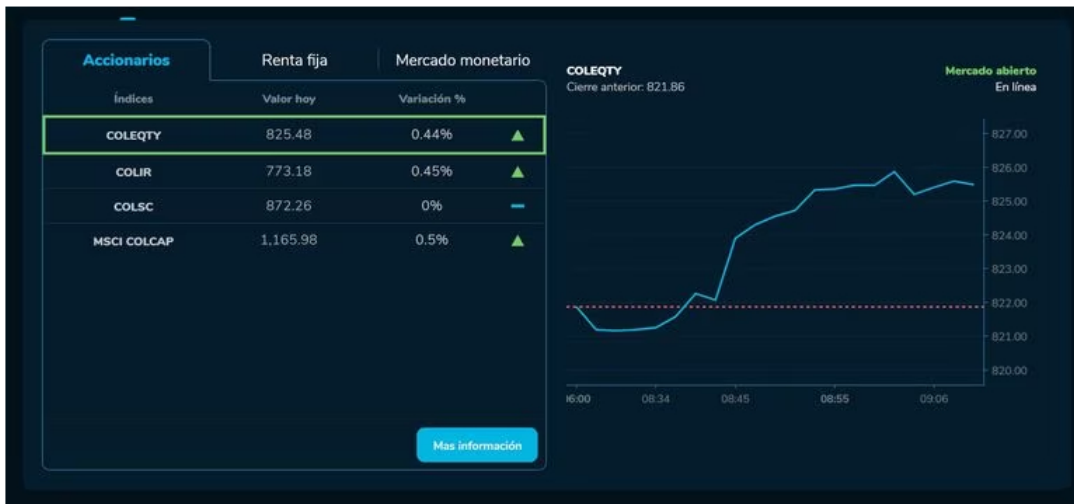 Accionarios Renta fija Mercado monetario
Índices Valor hoy Variación %
COLEQTY 825.48 0.44%
COLIR 773.18 0.45%
COLSC 872.26 0%
MSCI COLCAP 1,165.98 0.5%
Mas información
COLEQTY Mercado abierto
Cierre anterior: 821.86 En línea
827.00
826.00
825.00
824.00
823.00
822.00
821.00
820.00
08:34 08:45 08:55 09:06